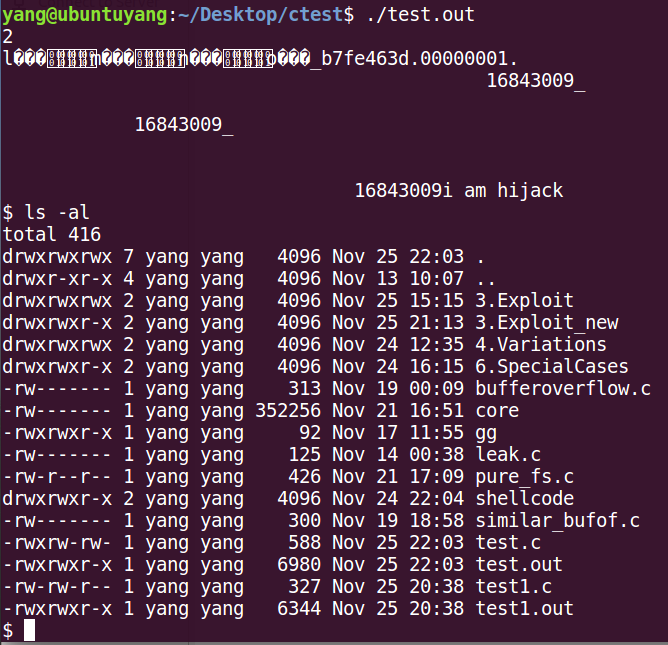 yang@ubuntuyang:~/Desktop/ctest$ ./test.out
2
_b7fe463d.00000001.
16843009_
16843009_
16843009i am hijack
$ ls -al
total 416
drwxrwxrwx 7 yang yang   4096 Nov 25 22:03 .
drwxr-xr-x 4 yang yang   4096 Nov 13 10:07 ..
drwxrwxrwx 2 yang yang   4096 Nov 25 15:15 3.Exploit
drwxrwxr-x 2 yang yang   4096 Nov 25 21:13 3.Exploit_new
drwxrwxrwx 2 yang yang   4096 Nov 24 12:35 4.Variations
drwxrwxr-x 2 yang yang   4096 Nov 24 16:15 6.SpecialCases
-rw------- 1 yang yang    313 Nov 19 00:09 bufferoverflow.c
-rw------- 1 yang yang 352256 Nov 21 16:51 core
-rwxrwxr-x 1 yang yang     92 Nov 17 11:55 gg
-rw------- 1 yang yang    125 Nov 14 00:38 leak.c
-rw-r--r-- 1 yang yang    426 Nov 21 17:09 pure_fs.c
drwxrwxr-x 2 yang yang   4096 Nov 24 22:04 shellcode
-rw------- 1 yang yang    300 Nov 19 18:58 similar_bufof.c
-rwxrw-rw- 1 yang yang    588 Nov 25 22:03 test.c
-rwxrwxr-x 1 yang yang   6980 Nov 25 22:03 test.out
-rw-rw-r-- 1 yang yang    327 Nov 25 20:38 test1.c
-rwxrwxr-x 1 yang yang   6344 Nov 25 20:38 test1.out
$